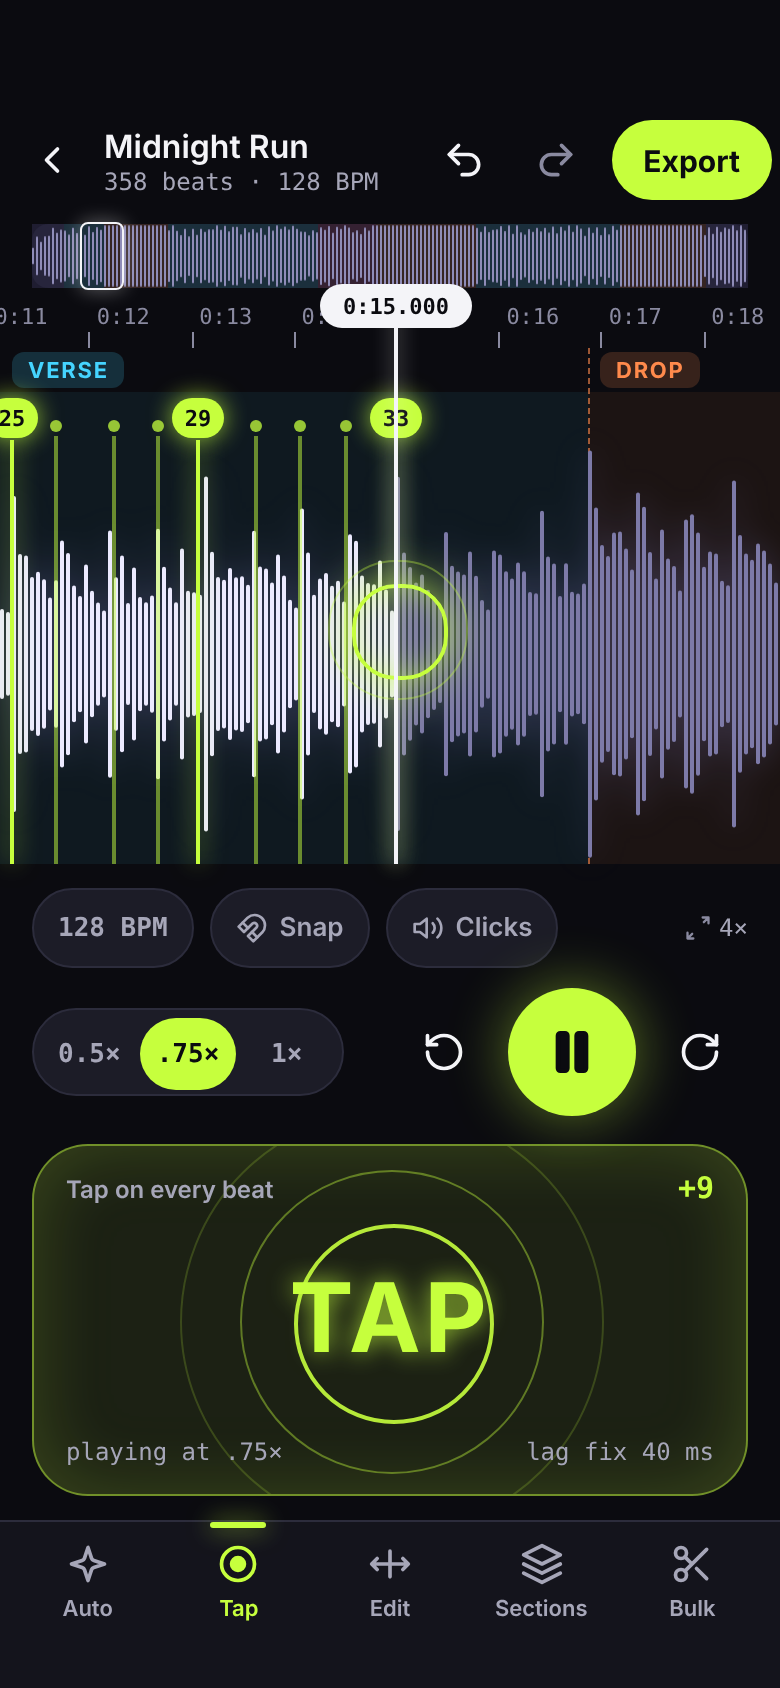 Midnight Run
358 beats · 128 BPM
Export
0:11 0:12 0:13 0: 0:15.000 0:16 0:17 0:18
VERSE DROP
25 29 33
128 BPM Snap Clicks 4×
0.5× .75× 1×
Tap on every beat +9
TAP
playing at .75× lag fix 40 ms
Auto Tap Edit Sections Bulk